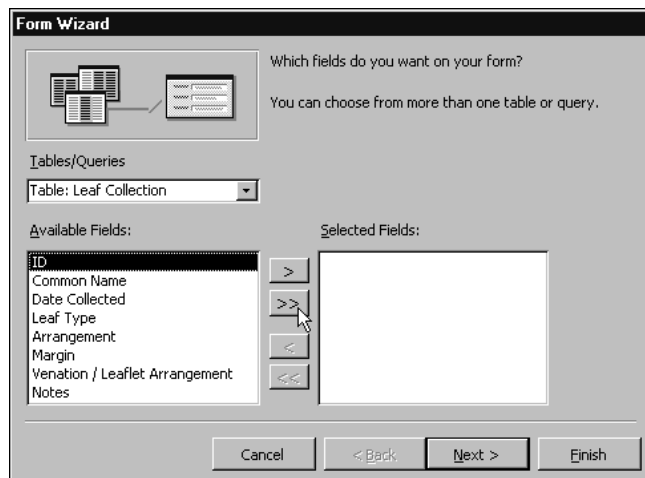 Form Wizard
Which fields do you want on your form?
You can choose from more than one table or query.
Tables/Queries
Table: Leaf Collection
Available Fields:
Selected Fields:
ID
Common Name
Date Collected
Leaf Type
Arrangement
Margin
Venation / Leaflet Arrangement
Notes
>
>>
<
<<
Cancel
< Back
Next >
Finish